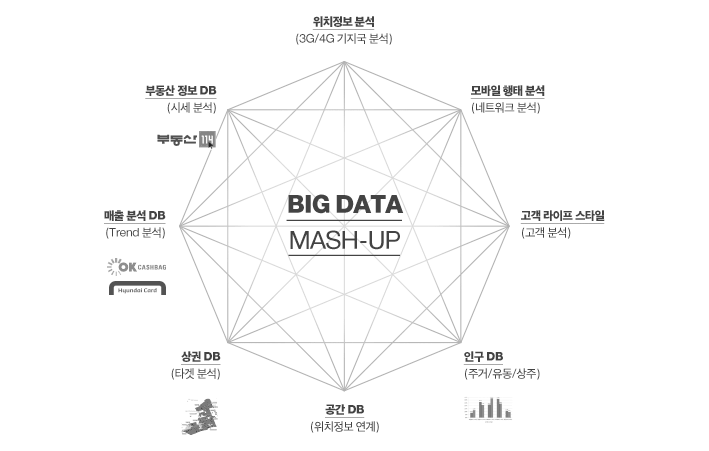 위치정보 분석
(3G/4G 기지국 분석)
부동산 정보 DB
(시세 분석)
부동산 114
모바일 행태 분석
(네트워크 분석)
매출 분석 DB
(Trend 분석)
OK CASHBAG
Hyundai Card
BIG DATA
MASH-UP
고객 라이프 스타일
(고객 분석)
상권 DB
(타겟 분석)
공간 DB
(위치정보 연계)
인구 DB
(주거/유동/상주)